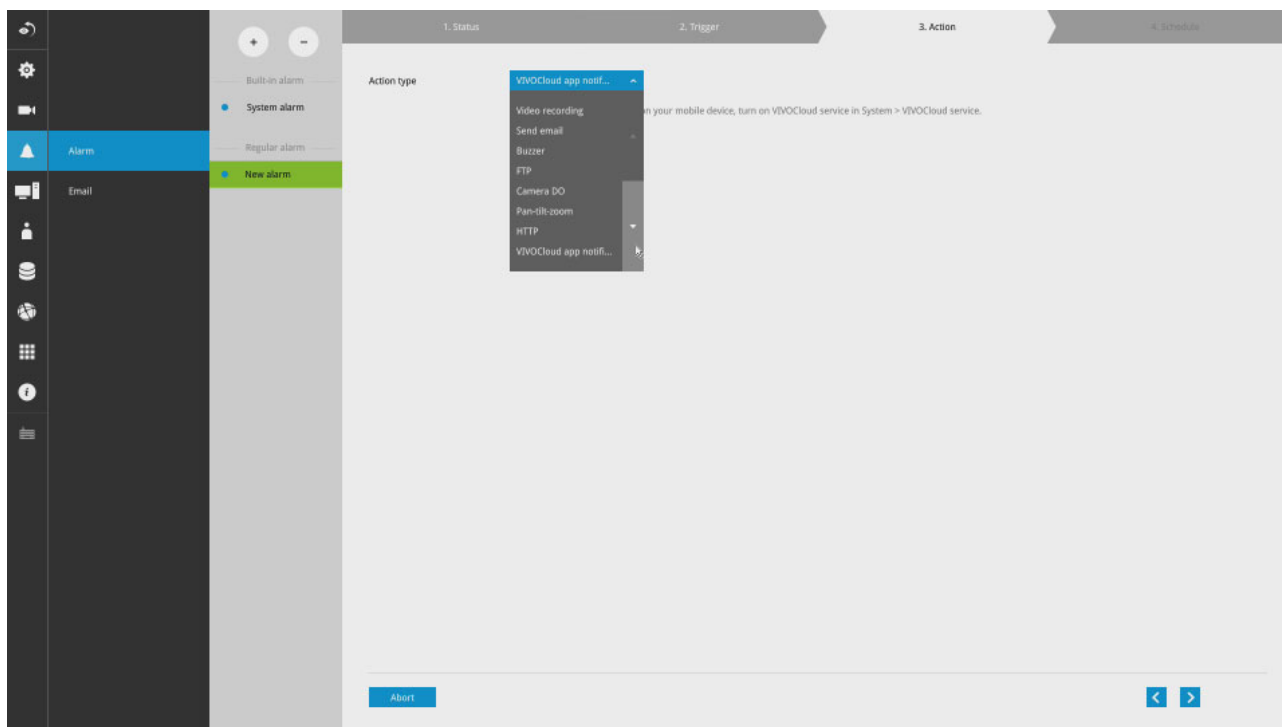 1. Status
2. Trigger
3. Action
4. Schedule
Built-in alarm
System alarm
Regular alarm
New alarm
Alarm
Email
Action type
VIVOCloud app notif...
n your mobile device, turn on VIVOCloud service in System > VIVOCloud service.
Video recording
Send email
Buzzer
FTP
Camera DO
Pan-tilt-zoom
HTTP
VIVOCloud app notifi...
Abort